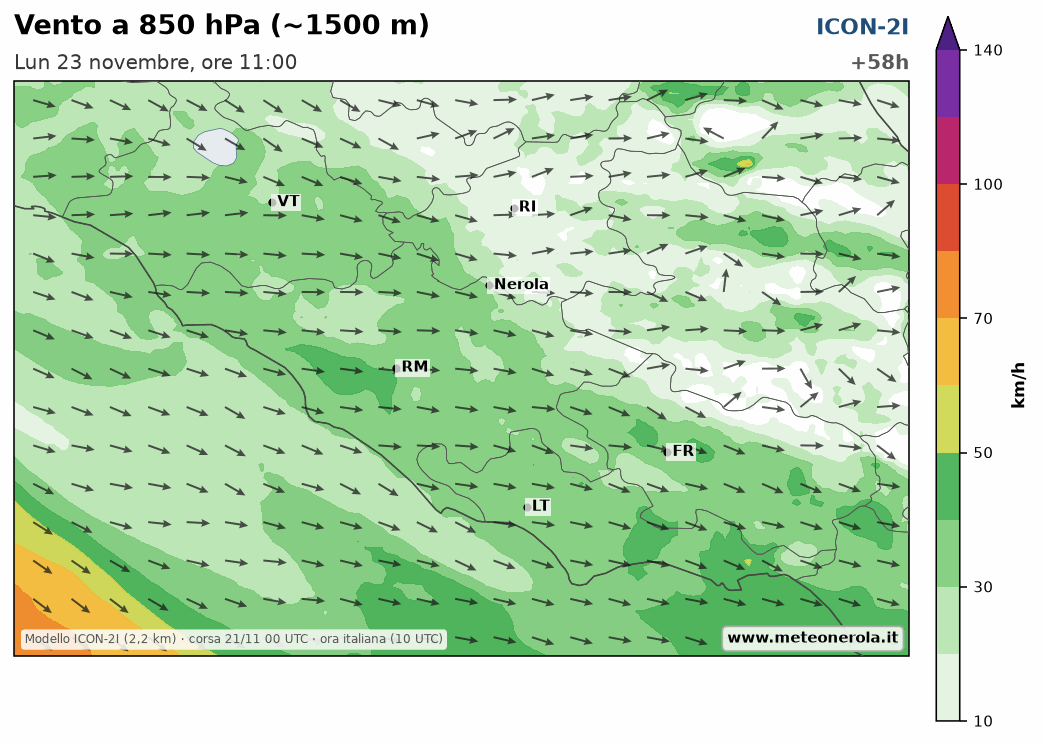 Vento a 850 hPa (~1500 m)
ICON-2I
Lun 23 novembre, ore 11:00
+58h
140
100
70
50
30
10
km/h
VT
RI
Nerola
RM
FR
LT
Modello ICON-2I (2,2 km) · corsa 21/11 00 UTC · ora italiana (10 UTC)
www.meteonerola.it